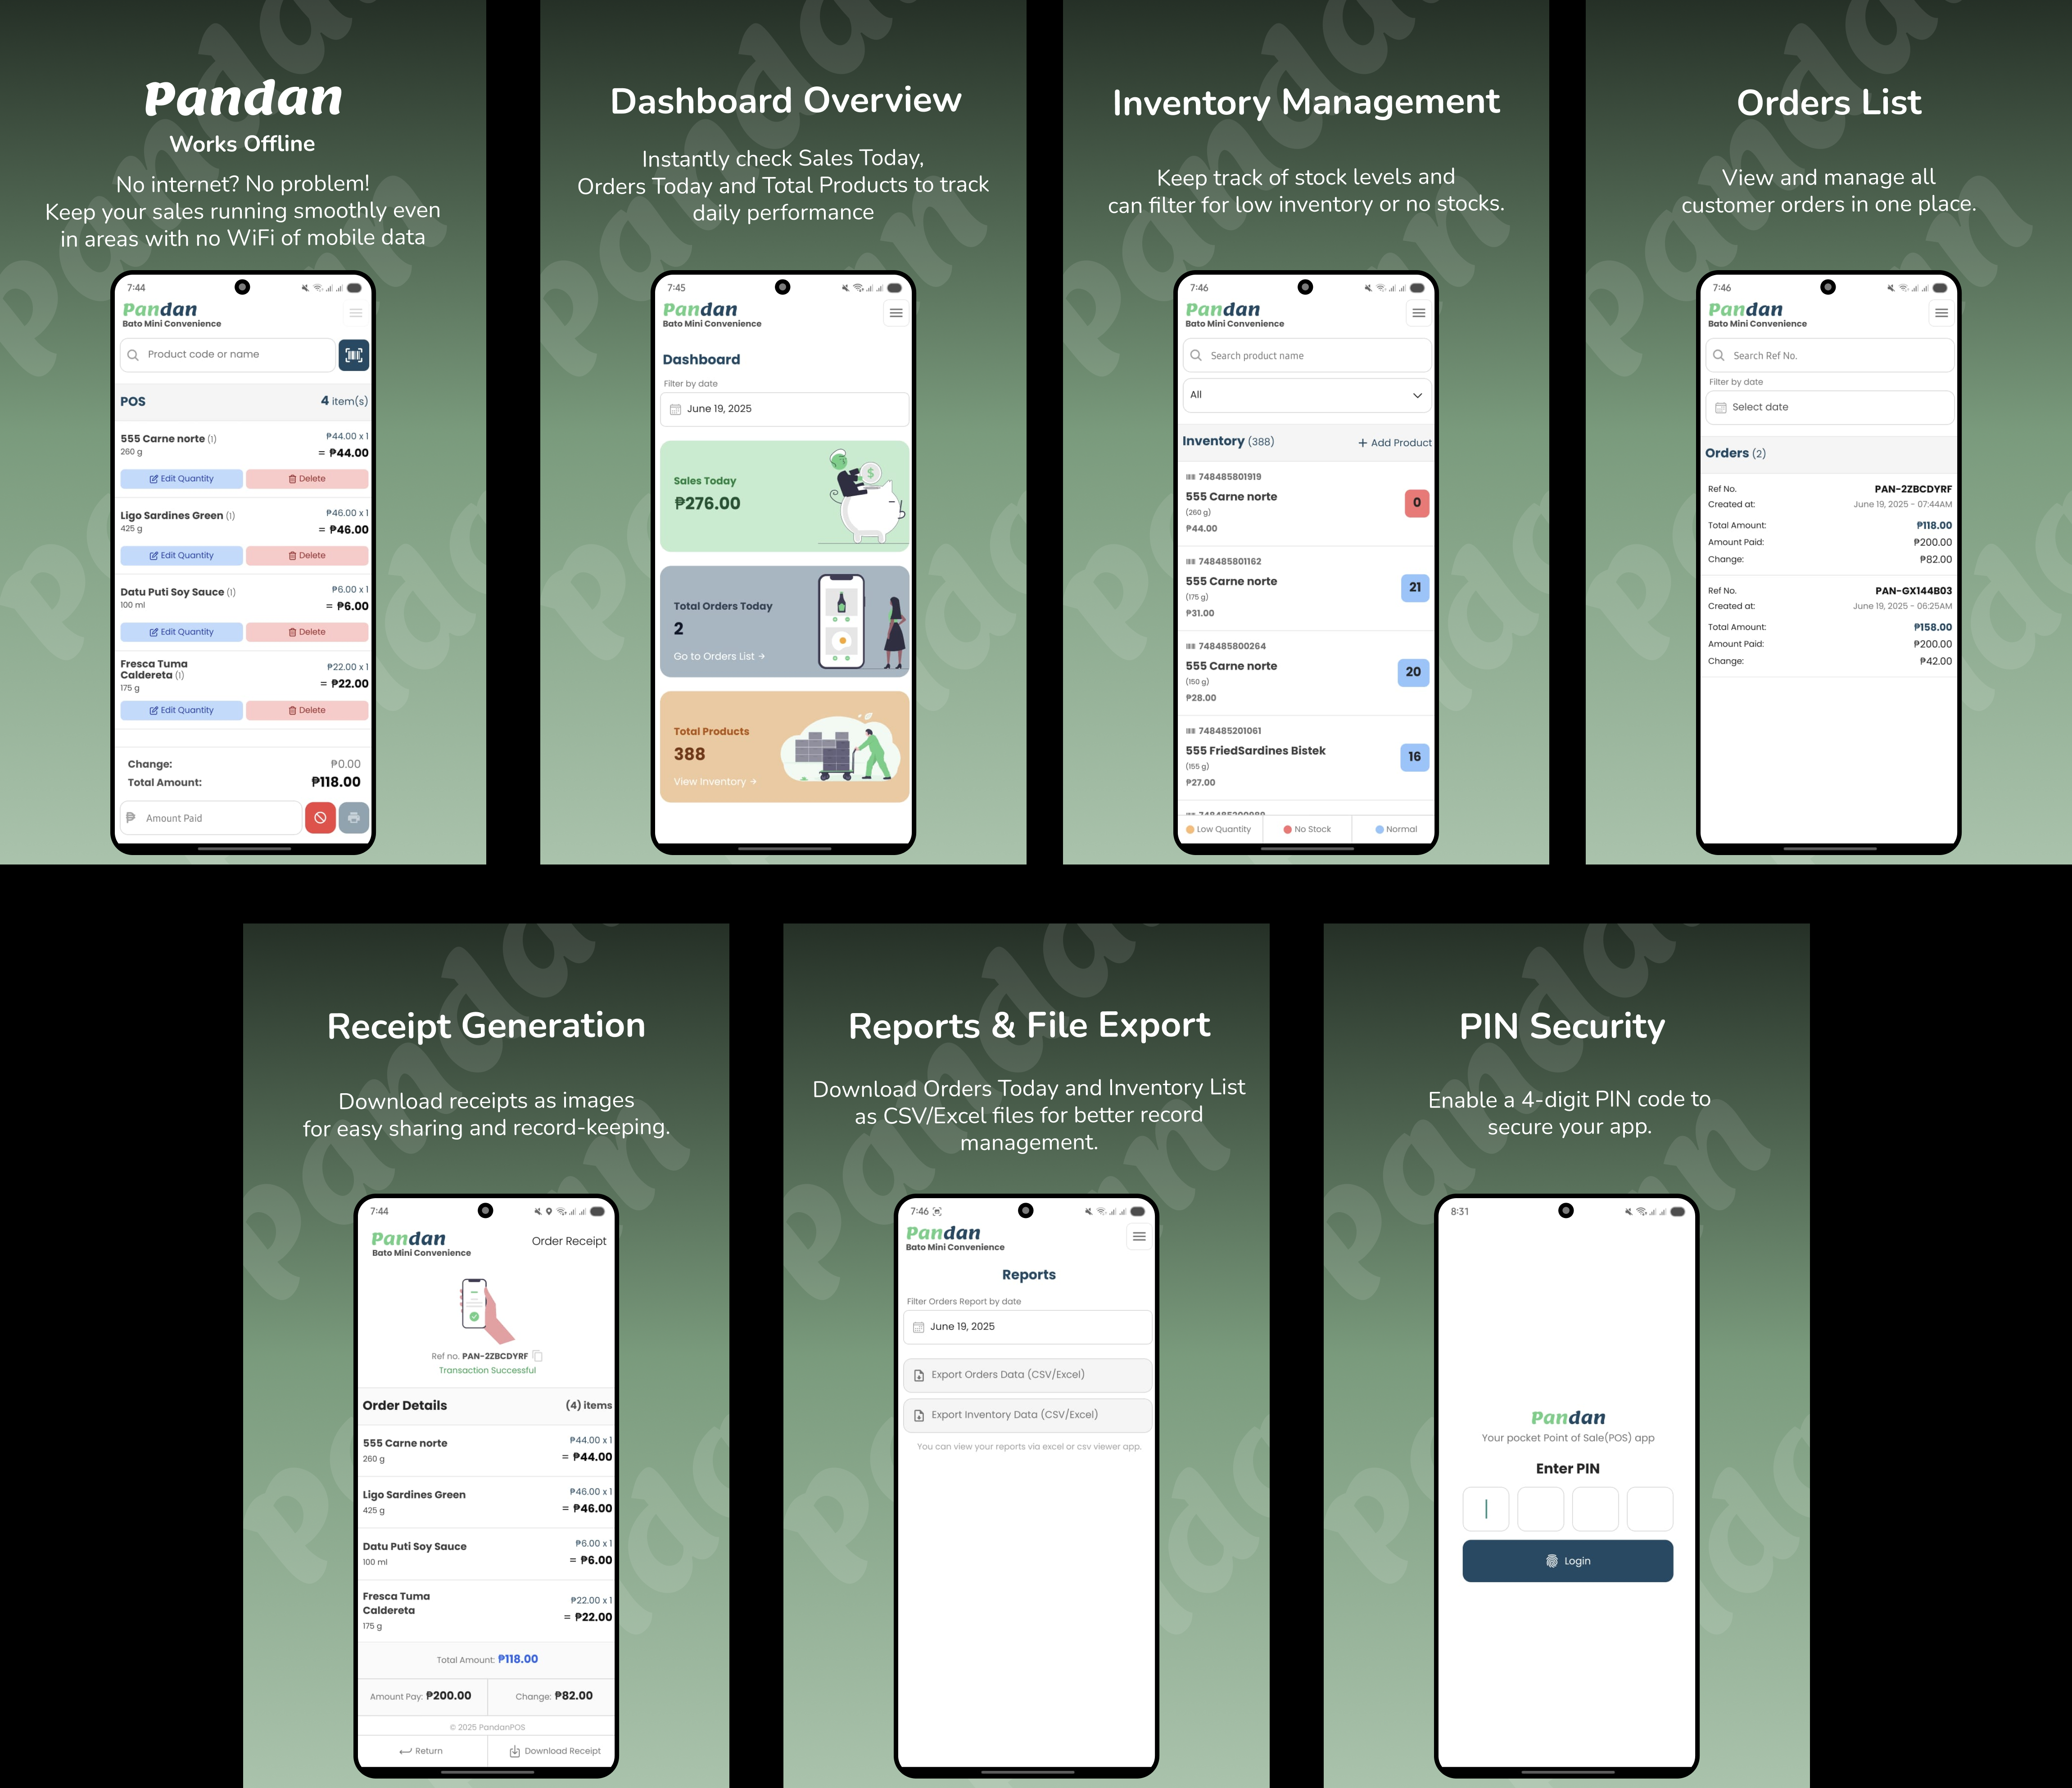 Pandan
Works Offline
No internet? No problem!
Keep your sales running smoothly even
in areas with no WiFi of mobile data
7:44
Pandan
Bato Mini Convenience
Product code or name
POS 4 item(s)
555 Carne norte (1) ₱44.00 x 1
260 g = ₱44.00
Edit Quantity Delete
Ligo Sardines Green (1) ₱46.00 x 1
425 g = ₱46.00
Edit Quantity Delete
Datu Puti Soy Sauce (1) ₱6.00 x 1
100 ml = ₱6.00
Edit Quantity Delete
Fresca Tuma
Caldereta (1) ₱22.00 x 1
175 g = ₱22.00
Edit Quantity Delete
Change: ₱0.00
Total Amount: ₱118.00
₱ Amount Paid
Dashboard Overview
Instantly check Sales Today,
Orders Today and Total Products to track
daily performance
7:45
Pandan
Bato Mini Convenience
Dashboard
Filter by date
June 19, 2025
Sales Today
₱276.00
$
Total Orders Today
2
Go to Orders List →
Total Products
388
View Inventory →
Inventory Management
Keep track of stock levels and
can filter for low inventory or no stocks.
7:46
Pandan
Bato Mini Convenience
Search product name
All
Inventory (388) + Add Product
748485801919
555 Carne norte 0
(260 g)
₱44.00
748485801162
555 Carne norte 21
(175 g)
₱31.00
748485800264
555 Carne norte 20
(150 g)
₱28.00
748485201061
555 FriedSardines Bistek 16
(155 g)
₱27.00
Low Quantity No Stock Normal
Orders List
View and manage all
customer orders in one place.
7:46
Pandan
Bato Mini Convenience
Search Ref No.
Filter by date
Select date
Orders (2)
Ref No. PAN-2ZBCDYRF
Created at: June 19, 2025 - 07:44AM
Total Amount: ₱118.00
Amount Paid: ₱200.00
Change: ₱82.00
Ref No. PAN-GX144B03
Created at: June 19, 2025 - 06:25AM
Total Amount: ₱158.00
Amount Paid: ₱200.00
Change: ₱42.00
Receipt Generation
Download receipts as images
for easy sharing and record-keeping.
7:44
Pandan
Bato Mini Convenience
Order Receipt
Ref no. PAN-2ZBCDYRF
Transaction Successful
Order Details (4) items
555 Carne norte ₱44.00 x 1
260 g = ₱44.00
Ligo Sardines Green ₱46.00 x 1
425 g = ₱46.00
Datu Puti Soy Sauce ₱6.00 x 1
100 ml = ₱6.00
Fresca Tuma ₱22.00 x 1
Caldereta = ₱22.00
175 g
Total Amount: ₱118.00
Amount Pay: ₱200.00 Change: ₱82.00
© 2025 PandanPOS
Return Download Receipt
Reports & File Export
Download Orders Today and Inventory List
as CSV/Excel files for better record
management.
7:46
Pandan
Bato Mini Convenience
Reports
Filter Orders Report by date
June 19, 2025
Export Orders Data (CSV/Excel)
Export Inventory Data (CSV/Excel)
You can view your reports via excel or csv viewer app.
PIN Security
Enable a 4-digit PIN code to
secure your app.
8:31
Pandan
Your pocket Point of Sale(POS) app
Enter PIN
Login